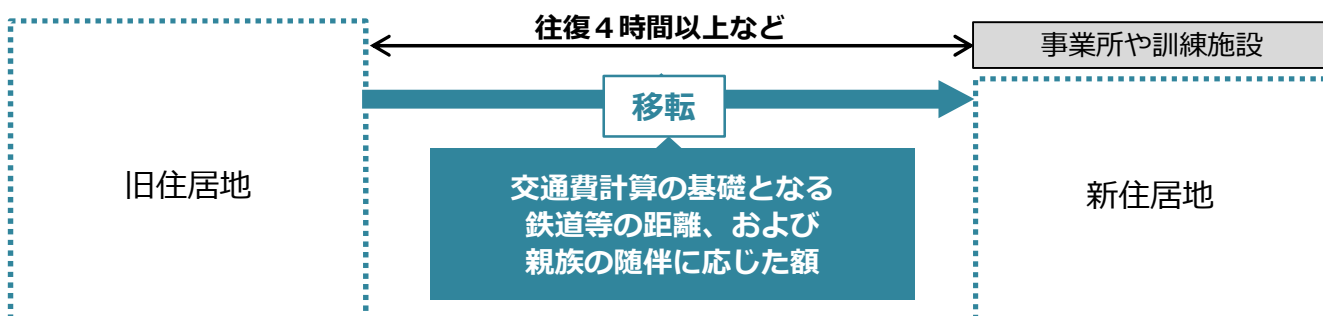 往復４時間以上など
事業所や訓練施設
移転
旧住居地
交通費計算の基礎となる
鉄道等の距離、および
親族の随伴に応じた額
新住居地